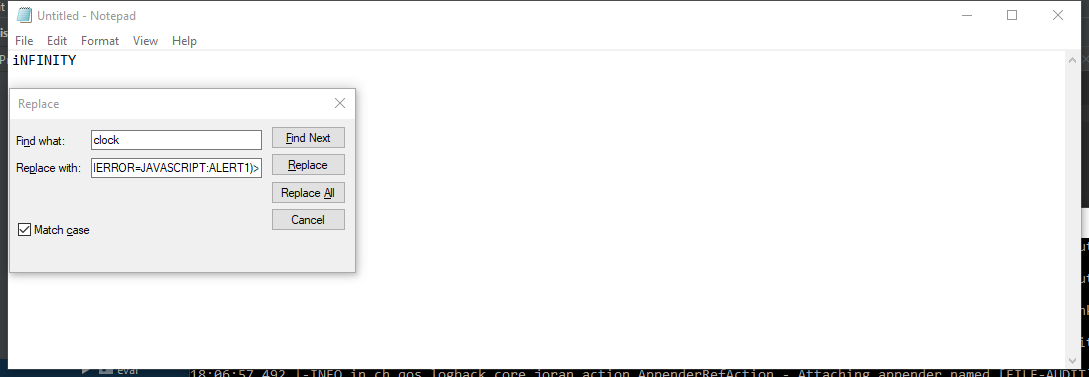 Untitled - Notepad
File Edit Format View Help
iNFINITY
Replace
Find what: clock Find Next
Replace with: ERROR=JAVASCRIPT:ALERT1)> Replace
Replace All
Cancel
Match case
eval
18:06:57,492 |-INFO in ch.qos.logback.core.joran.action.AppenderRefAction - Attaching appender named [FILE-AUDIT